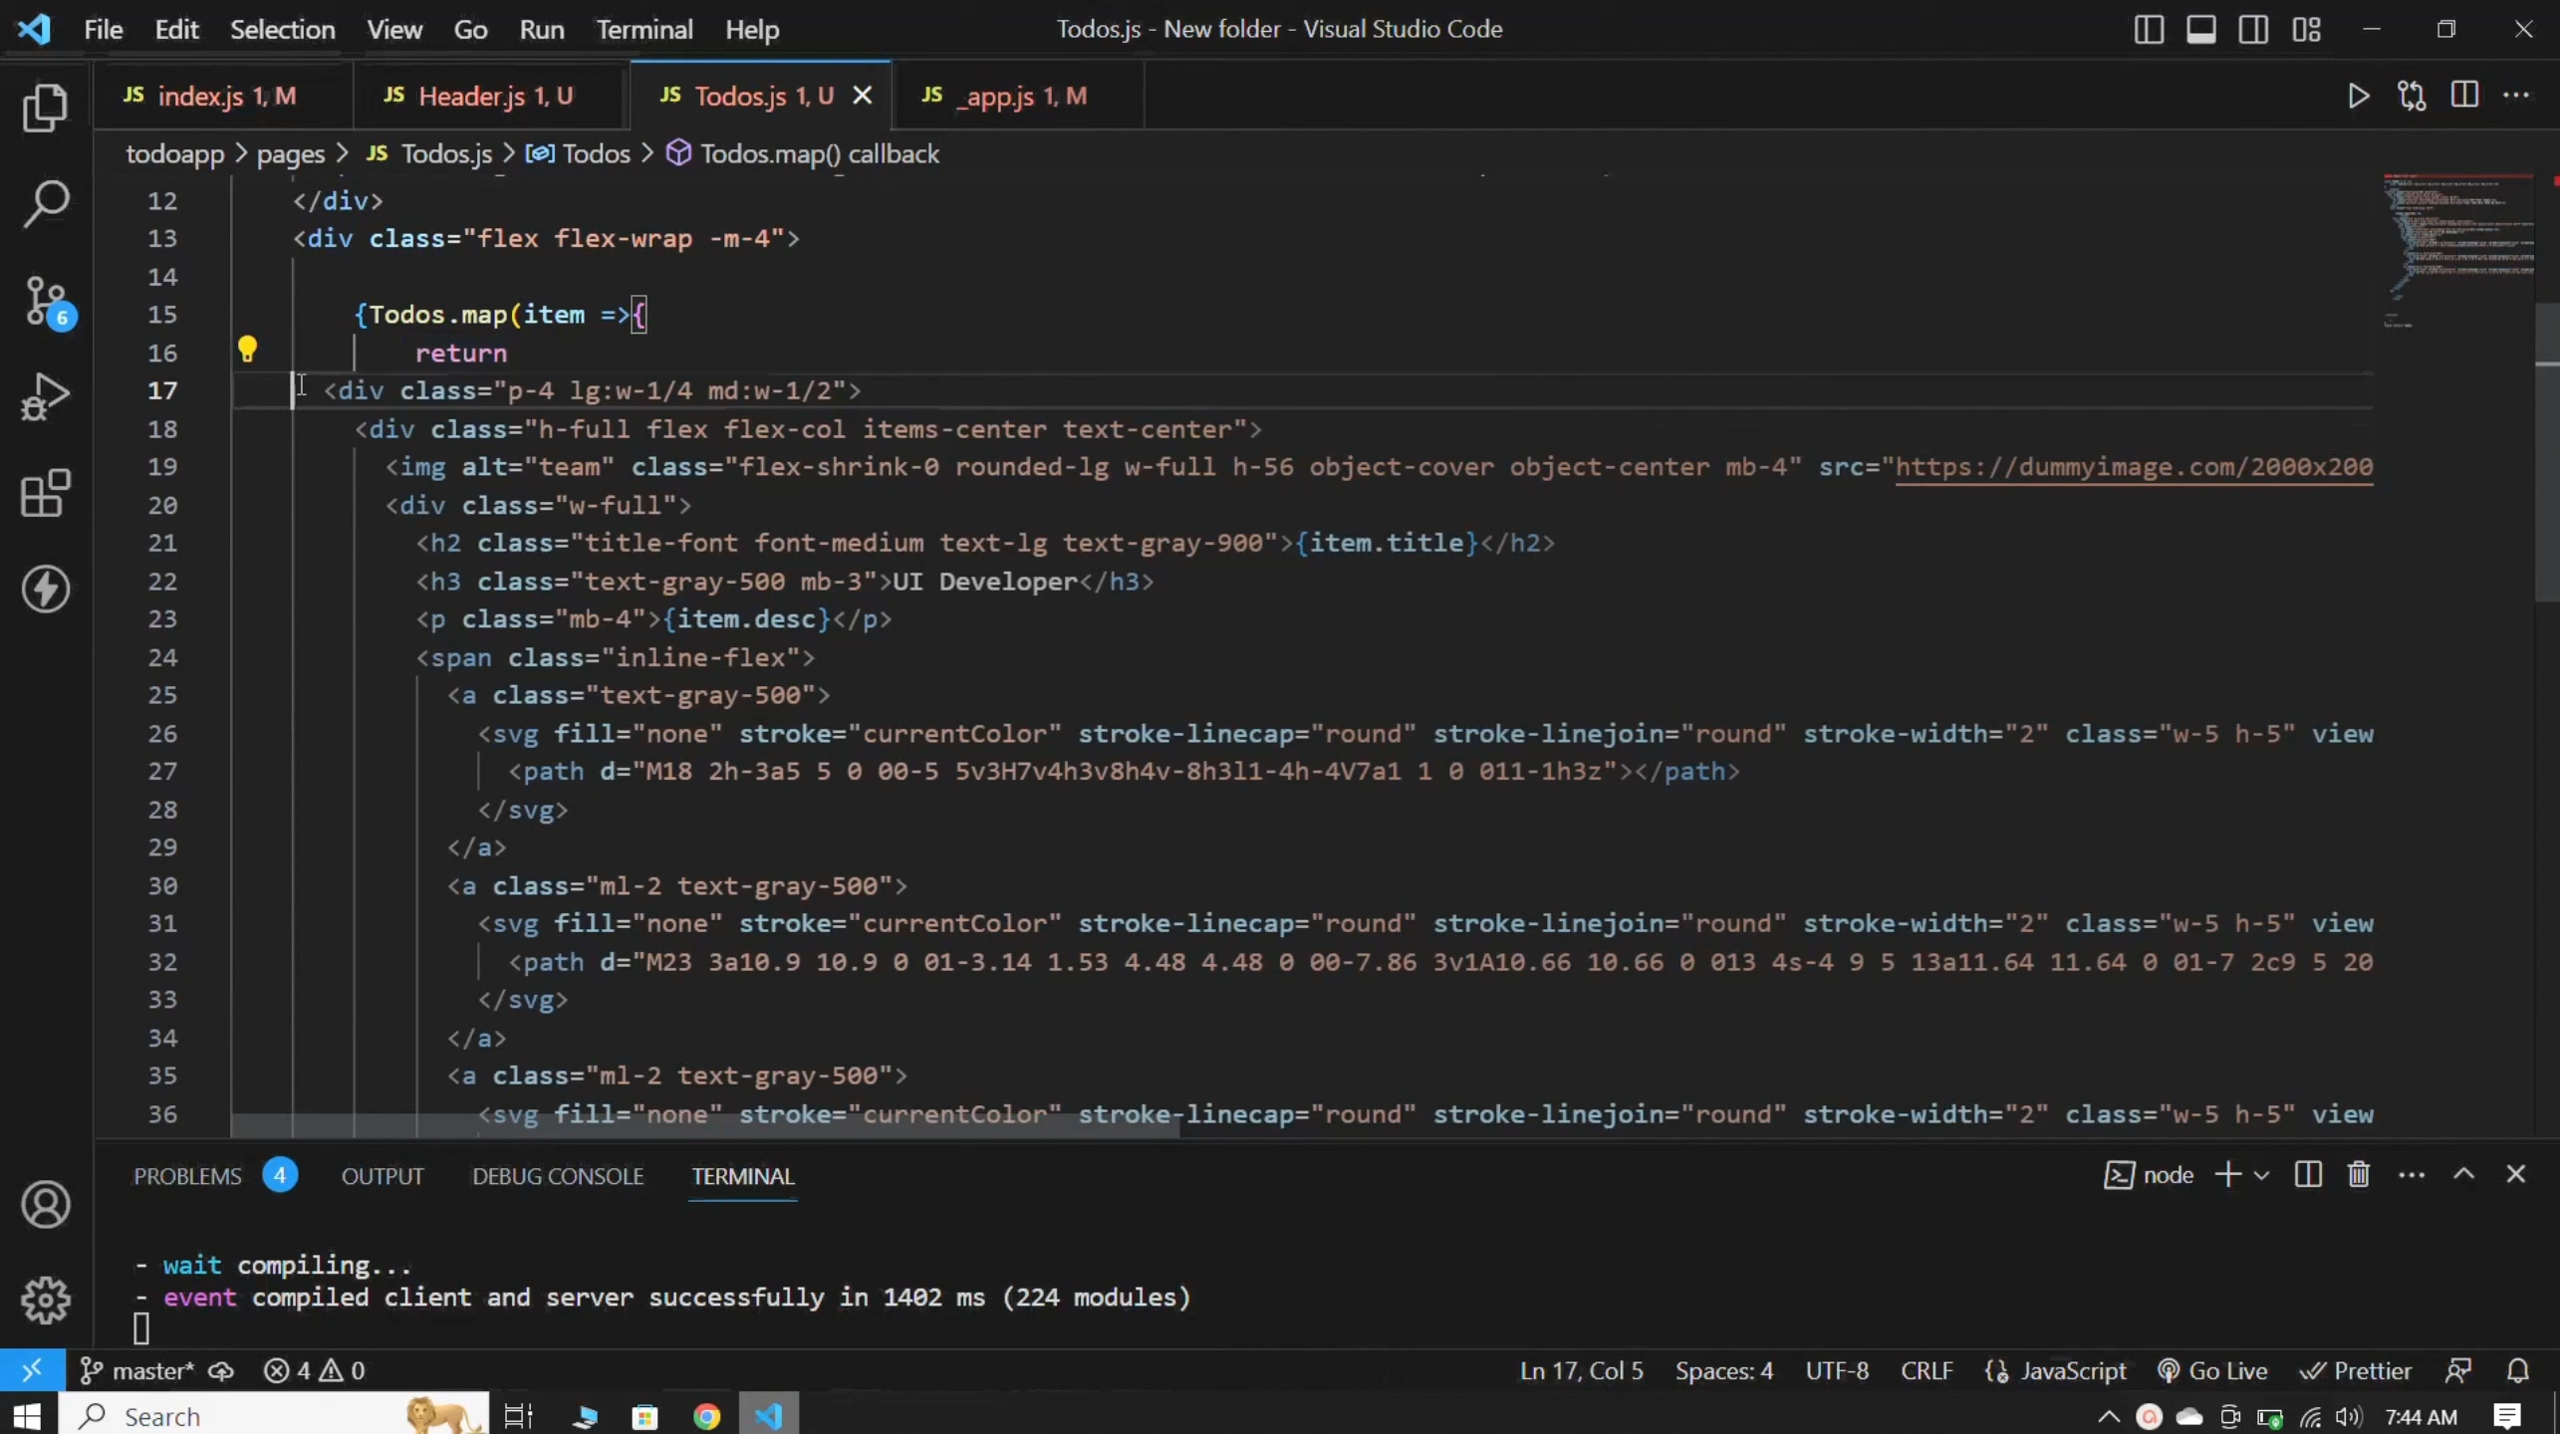 File Edit Selection View Go Run Terminal Help Todos.js - New folder - Visual Studio Code
JS index.js 1, M JS Header.js 1, U JS Todos.js 1, U JS _app.js 1, M
todoapp > pages > JS Todos.js > Todos > Todos.map() callback
12 </div>
13 <div class="flex flex-wrap -m-4">
14
15 {Todos.map(item =>{
16 return
17 <div class="p-4 lg:w-1/4 md:w-1/2">
18 <div class="h-full flex flex-col items-center text-center">
19 <img alt="team" class="flex-shrink-0 rounded-lg w-full h-56 object-cover object-center mb-4" src="https://dummyimage.com/2000x200
20 <div class="w-full">
21 <h2 class="title-font font-medium text-lg text-gray-900">{item.title}</h2>
22 <h3 class="text-gray-500 mb-3">UI Developer</h3>
23 <p class="mb-4">{item.desc}</p>
24 <span class="inline-flex">
25 <a class="text-gray-500">
26 <svg fill="none" stroke="currentColor" stroke-linecap="round" stroke-linejoin="round" stroke-width="2" class="w-5 h-5" view
27 <path d="M18 2h-3a5 5 0 00-5 5v3H7v4h3v8h4v-8h3l1-4h-4V7a1 1 0 011-1h3z"></path>
28 </svg>
29 </a>
30 <a class="ml-2 text-gray-500">
31 <svg fill="none" stroke="currentColor" stroke-linecap="round" stroke-linejoin="round" stroke-width="2" class="w-5 h-5" view
32 <path d="M23 3a10.9 10.9 0 01-3.14 1.53 4.48 4.48 0 00-7.86 3v1A10.66 10.66 0 013 4s-4 9 5 13a11.64 11.64 0 01-7 2c9 5 20
33 </svg>
34 </a>
35 <a class="ml-2 text-gray-500">
36 <svg fill="none" stroke="currentColor" stroke-linecap="round" stroke-linejoin="round" stroke-width="2" class="w-5 h-5" view
6
PROBLEMS 4 OUTPUT DEBUG CONSOLE TERMINAL node
- wait compiling...
- event compiled client and server successfully in 1402 ms (224 modules)
master* 4 0 Ln 17, Col 5 Spaces: 4 UTF-8 CRLF JavaScript Go Live Prettier
Search 7:44 AM